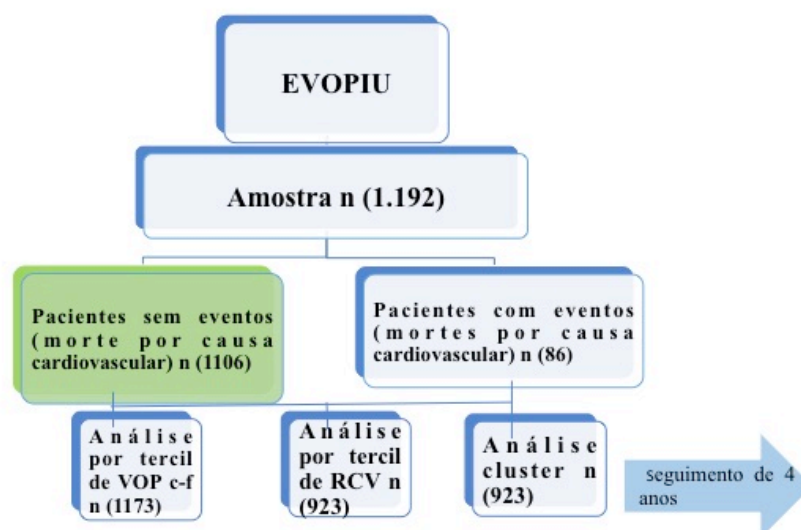 EVOPIU
Amostra n (1.192)
Pacientes sem eventos
(morte por causa
cardiovascular) n (1106)
Pacientes com eventos
(mortes por causa
cardiovascular) n (86)
Análise
por tercil
de VOP c-f
n (1173)
Análise
por tercil
de RCV n
(923)
Análise
cluster n
(923)
seguimento de 4
anos